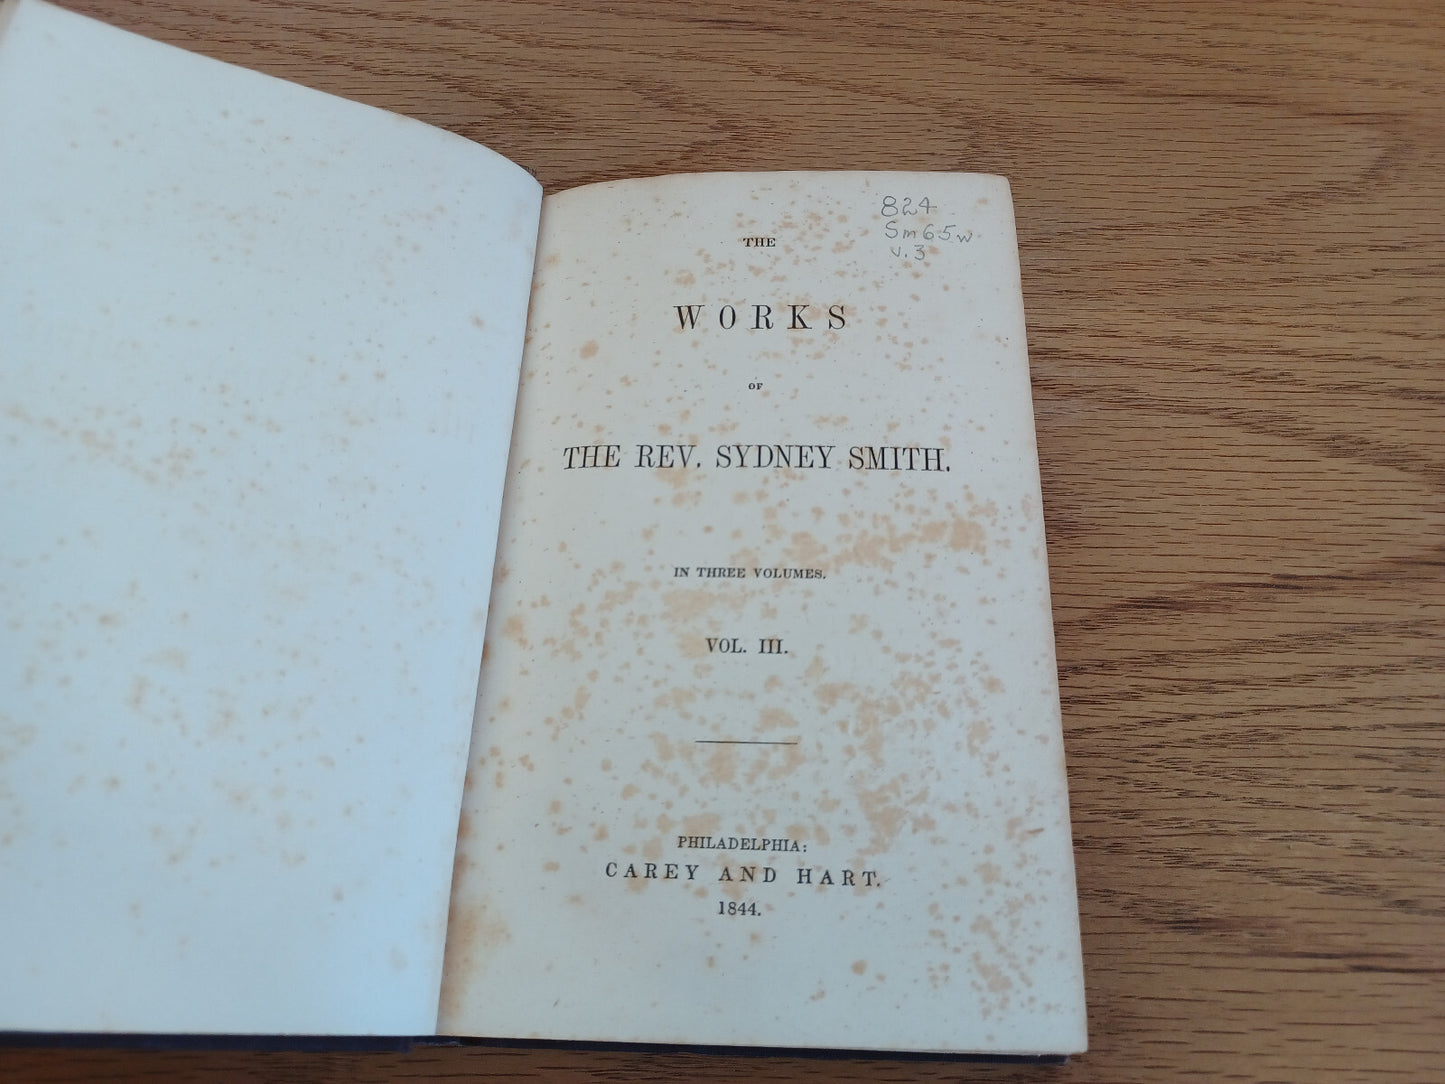 824
Sm65w
v.3
THE
WORKS
OF
THE REV. SYDNEY SMITH.
IN THREE VOLUMES.
VOL. III.
PHILADELPHIA:
CAREY AND HART.
1844.